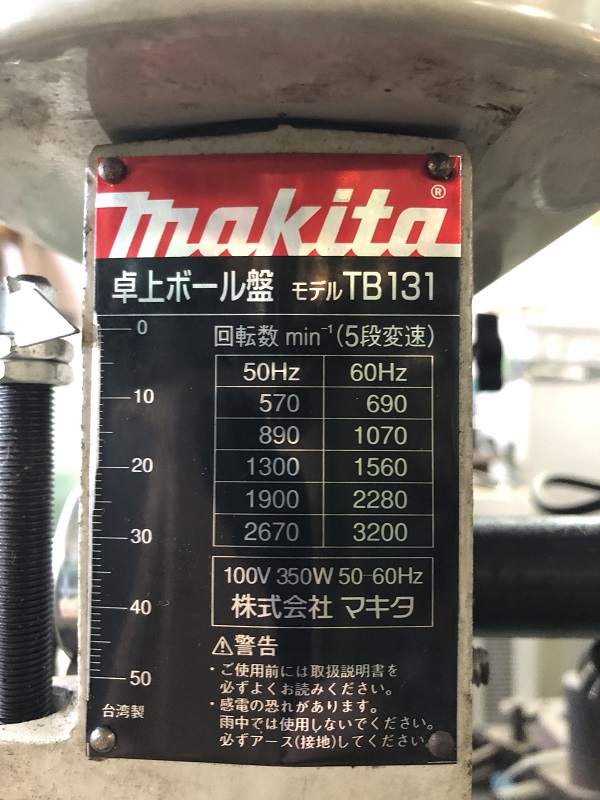 makita®
卓上ボール盤 モデルTB131
回転数 min⁻¹(5段変速)
50Hz 60Hz
570 690
890 1070
1300 1560
1900 2280
2670 3200
100V 350W 50-60Hz
株式会社 マキタ
⚠警告
・ご使用前には取扱説明書を
必ずよくお読みください。
・感電の恐れがあります。
雨中では使用しないでください。
必ずアース(接地)してください。
0
10
20
30
40
50
台湾製